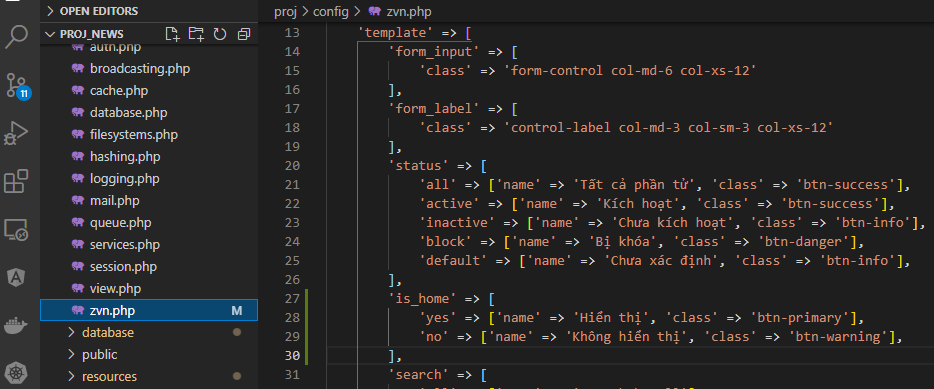 OPEN EDITORS
PROJ_NEWS
auth.php
broadcasting.php
cache.php
database.php
filesystems.php
hashing.php
logging.php
mail.php
queue.php
services.php
session.php
view.php
zvn.php M
database
public
resources
11
proj > config > zvn.php
13 'template' => [
14 'form_input' => [
15 'class' => 'form-control col-md-6 col-xs-12'
16 ],
17 'form_label' => [
18 'class' => 'control-label col-md-3 col-sm-3 col-xs-12'
19 ],
20 'status' => [
21 'all' => ['name' => 'Tất cả phần tử', 'class' => 'btn-success'],
22 'active' => ['name' => 'Kích hoạt', 'class' => 'btn-success'],
23 'inactive' => ['name' => 'Chưa kích hoạt', 'class' => 'btn-info'],
24 'block' => ['name' => 'Bị khóa', 'class' => 'btn-danger'],
25 'default' => ['name' => 'Chưa xác định', 'class' => 'btn-info'],
26 ],
27 'is_home' => [
28 'yes' => ['name' => 'Hiển thị', 'class' => 'btn-primary'],
29 'no' => ['name' => 'Không hiển thị', 'class' => 'btn-warning'],
30 ],
31 'search' => [